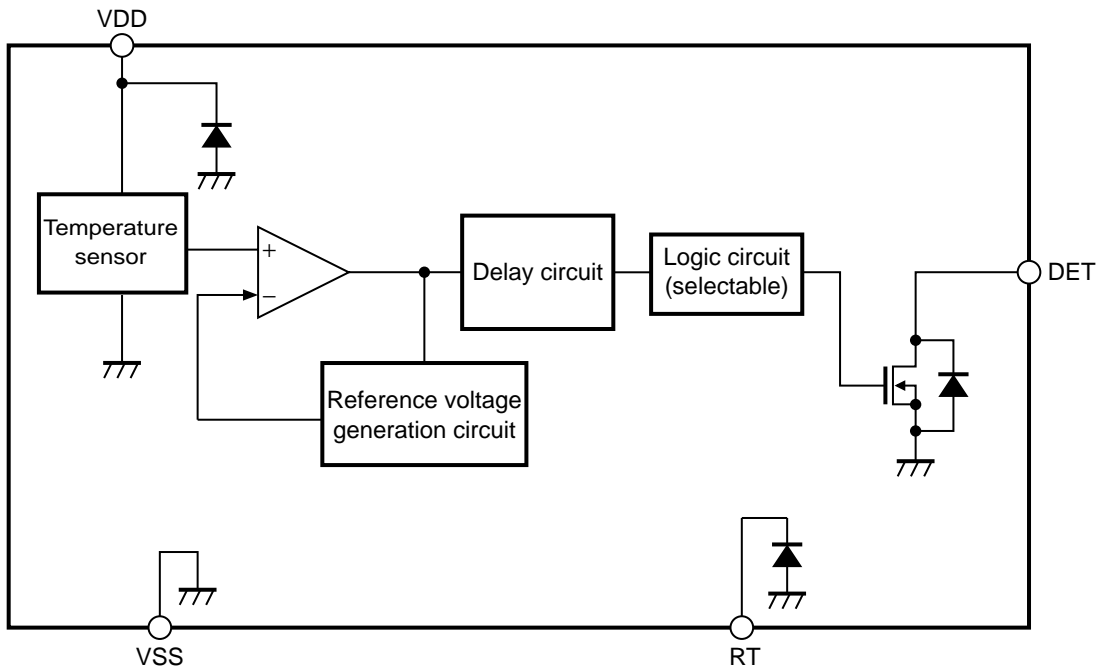 VDD
Temperature
sensor
+
−
Delay circuit
Logic circuit
(selectable)
DET
Reference voltage
generation circuit
VSS
RT